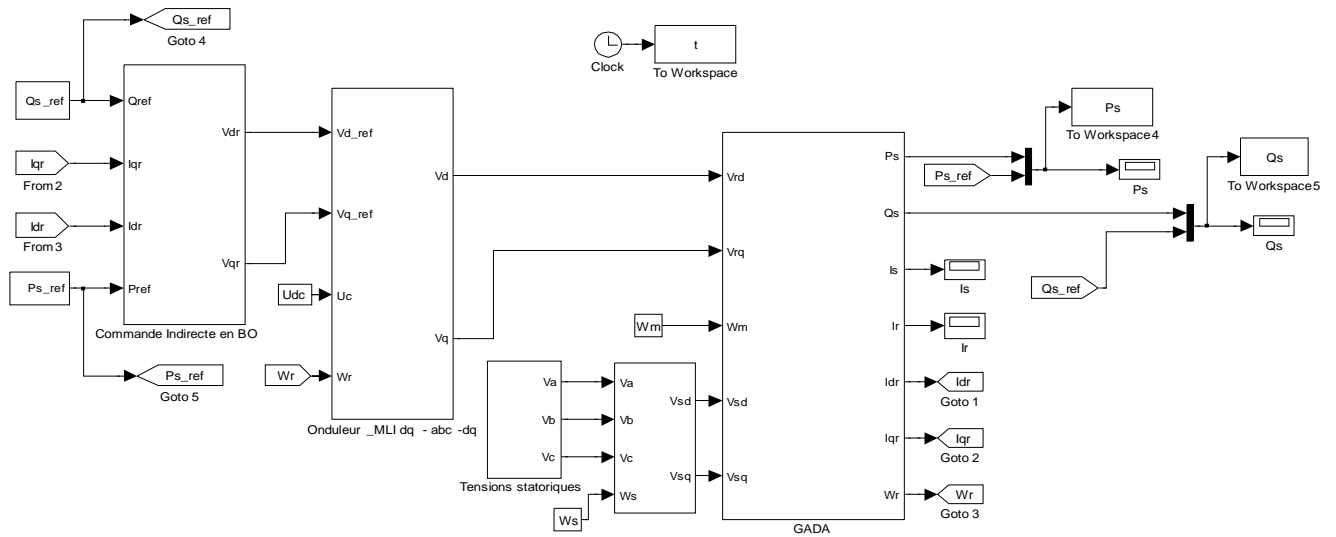 Qs_ref
Goto 4
t
Clock
To Workspace
Qs_ref
Qref
Vdr
Iqr
Iqr
From 2
Idr
Idr
From 3
Vqr
Ps_ref
Pref
Commande Indirecte en BO
Ps_ref
Goto 5
Vd_ref
Vd
Vq_ref
Udc
Uc
Vq
Wr
Wr
Onduleur _MLI dq - abc -dq
Va
Vb
Vc
Tensions statoriques
Va
Vsd
Vb
Vc
Vsq
Ws
Ws
Wm
Vrd
Vrq
Wm
Vsd
Vsq
Ps
Qs
Is
Ir
Idr
Iqr
Wr
GADA
Ps_ref
Ps
To Workspace4
Ps
Qs
To Workspace5
Qs
Qs_ref
Is
Ir
Idr
Goto 1
Iqr
Goto 2
Wr
Goto 3